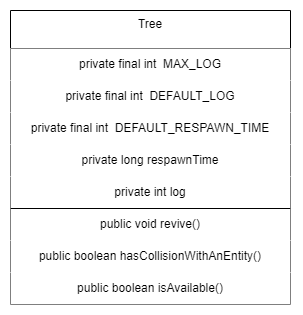 Tree
private final int  MAX_LOG
private final int  DEFAULT_LOG
private final int  DEFAULT_RESPAWN_TIME
private long respawnTime
private int log
public void revive()
public boolean hasCollisionWithAnEntity()
public boolean isAvailable()